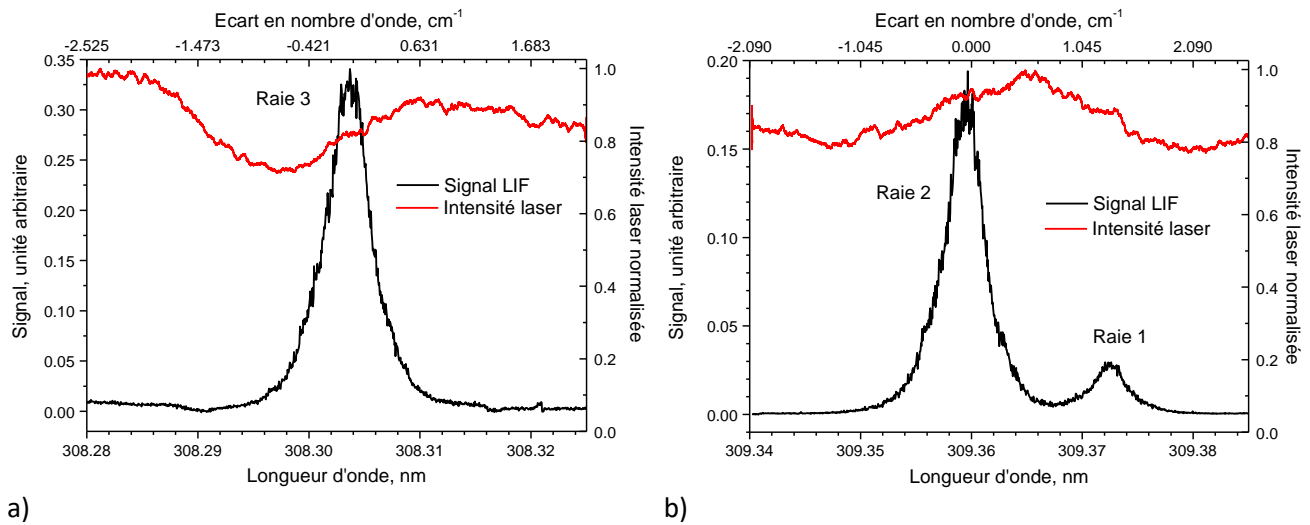 Ecart en nombre d'onde, cm-1
-2.525 -1.473 -0.421 0.631 1.683
0.35
0.30
0.25
0.20
0.15
0.10
0.05
0.00
Signal, unité arbitraire
1.0
0.8
0.6
0.4
0.2
0.0
Intensité laser normalisée
Raie 3
Signal LIF
Intensité laser
308.28 308.29 308.30 308.31 308.32
Longueur d'onde, nm
a)
Ecart en nombre d'onde, cm-1
-2.090 -1.045 0.000 1.045 2.090
0.20
0.15
0.10
0.05
0.00
Signal, unité arbitraire
1.0
0.8
0.6
0.4
0.2
0.0
Intensité laser normalisée
Raie 2
Signal LIF
Intensité laser
Raie 1
309.34 309.35 309.36 309.37 309.38
Longueur d'onde, nm
b)